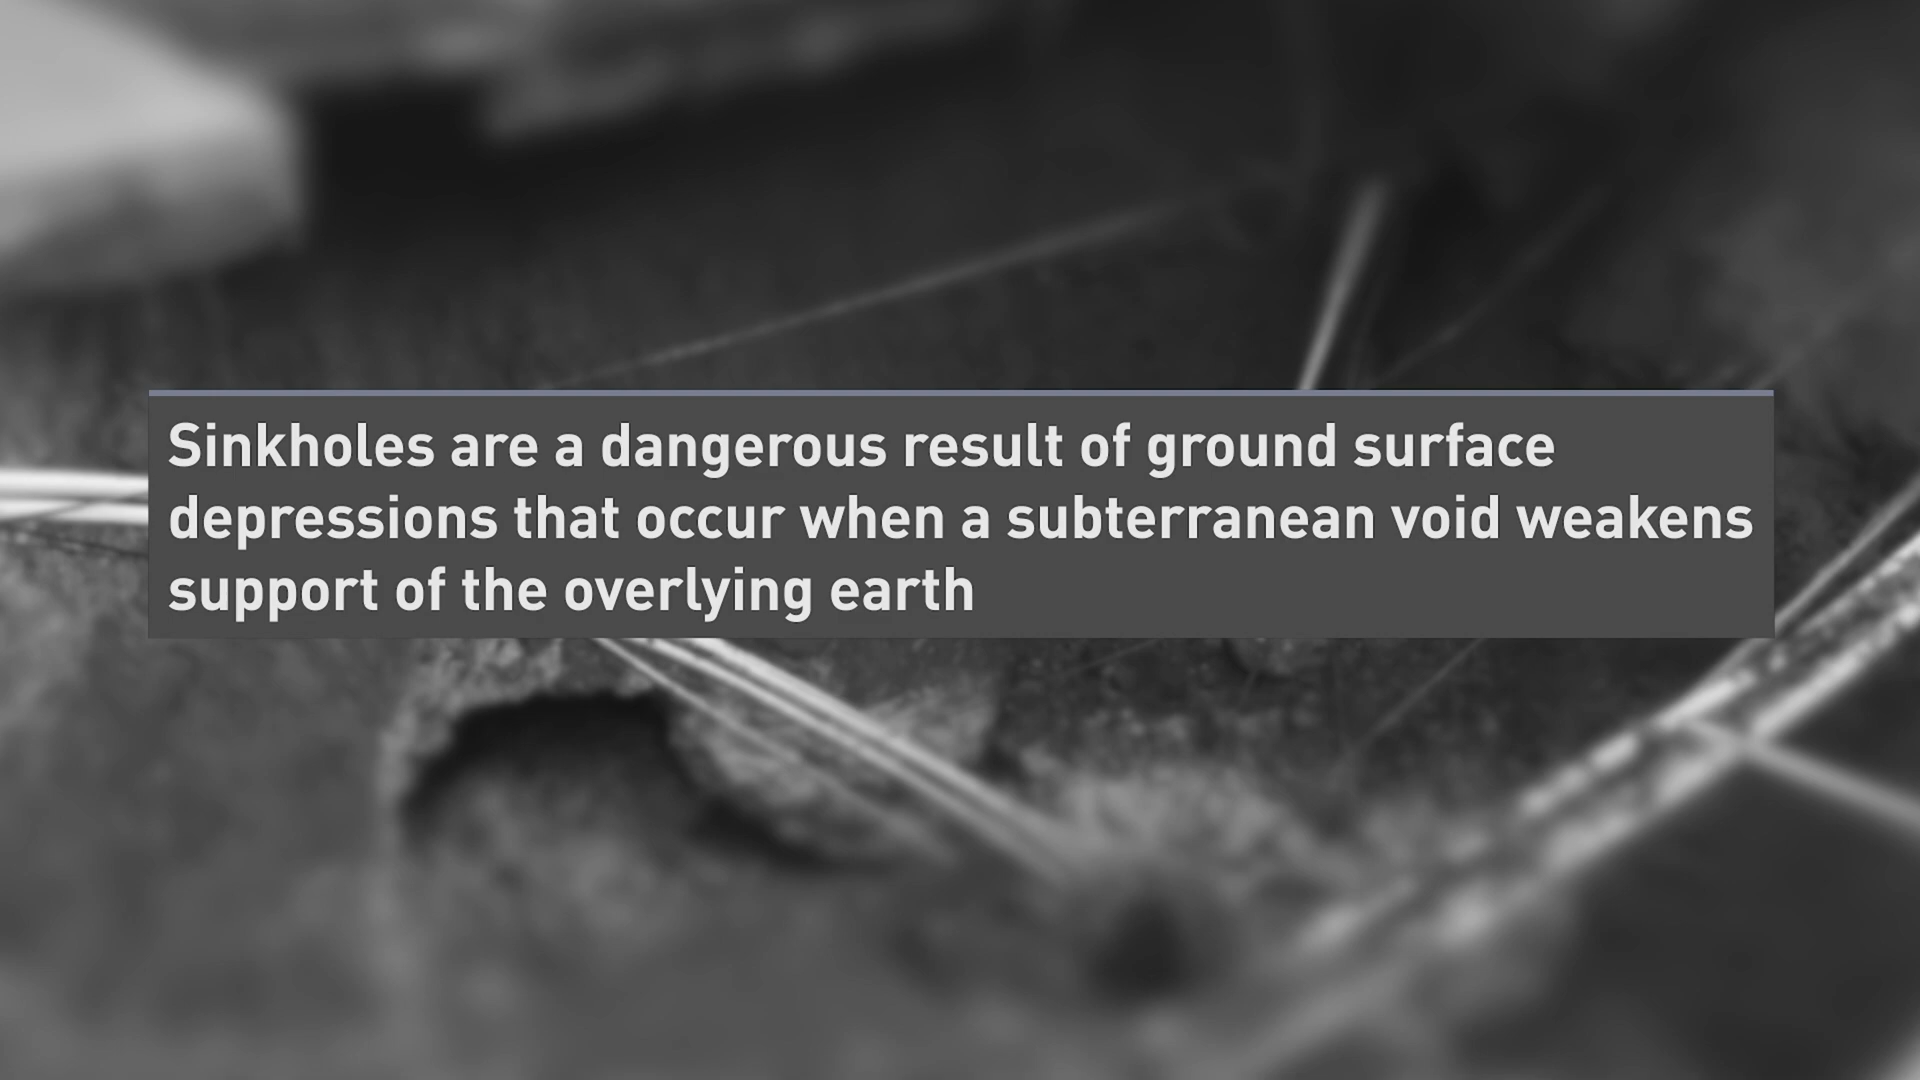 Sinkholes are a dangerous result of ground surface
depressions that occur when a subterranean void weakens
support of the overlying earth